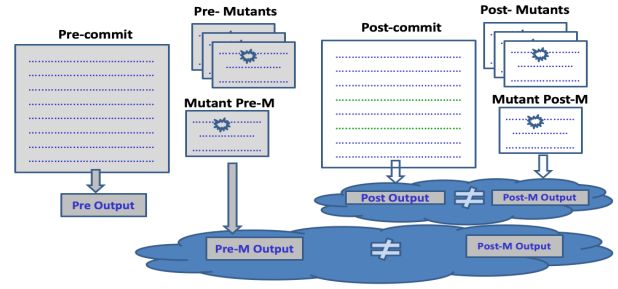 Pre-commit
Pre- Mutants
Post-commit
Post- Mutants
Mutant Pre-M
Mutant Post-M
Pre Output
Post Output
≠
Post-M Output
Pre-M Output
≠
Post-M Output